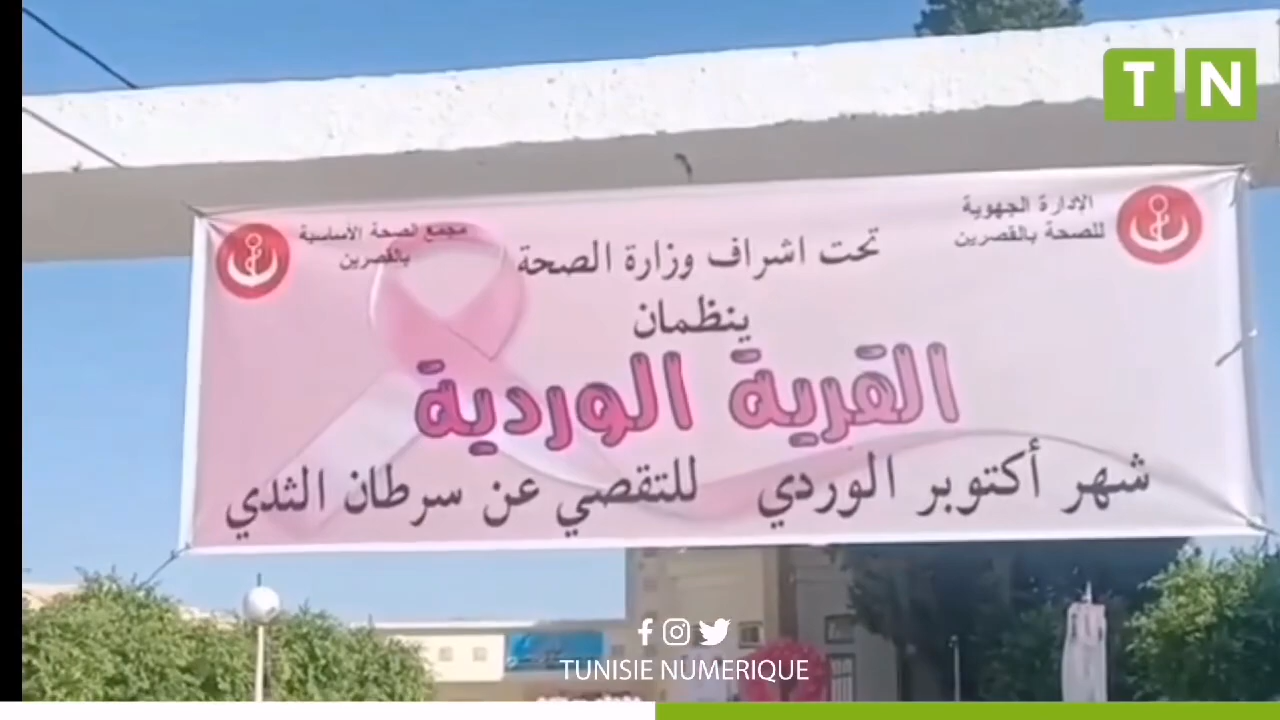 TN
الإدارة الجهوية
للصحة بالقصرين
مجمع الصحة الأساسية
بالقصرين
تحت اشراف وزارة الصحة
ينظمان
القرية الوردية
شهر أكتوبر الوردي للتقصي عن سرطان الثدي
TUNISIE NUMERIQUE